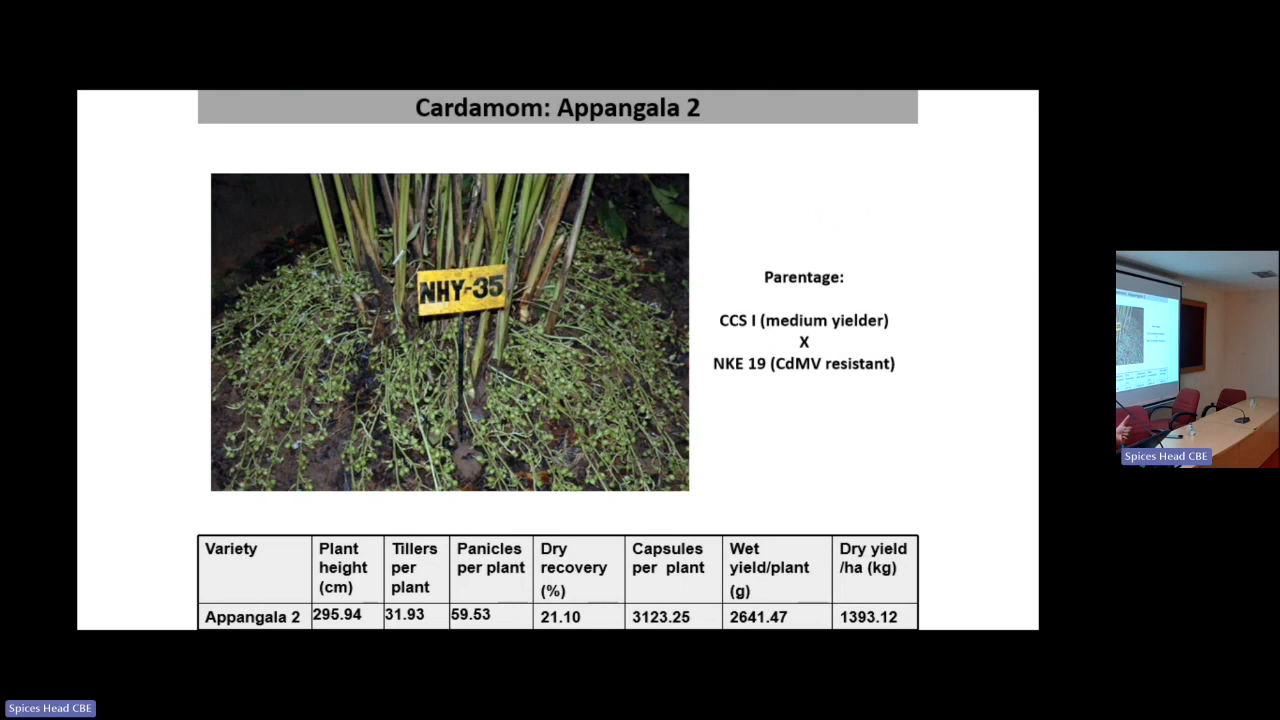 Cardamom: Appangala 2
NHY-35
Parentage:
CCS I (medium yielder)
X
NKE 19 (CdMV resistant)
Variety
Plant
height
(cm)
Tillers
per
plant
Panicles
per plant
Dry
recovery
(%)
Capsules
per plant
Wet
yield/plant
(g)
Dry yield
/ha (kg)
Appangala 2
295.94
31.93
59.53
21.10
3123.25
2641.47
1393.12
Spices Head CBE
Spices Head CBE